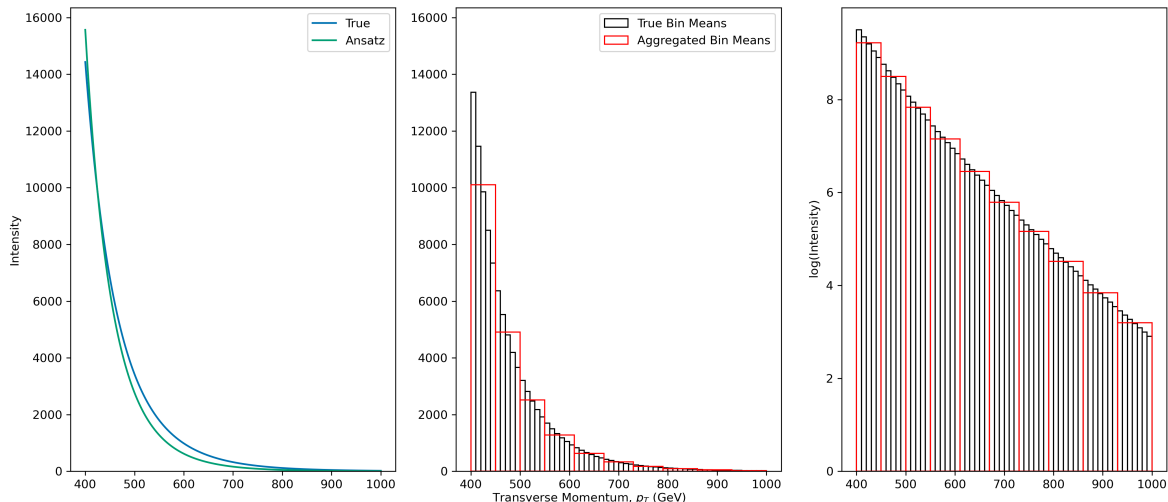 16000
14000
12000
10000
8000
6000
4000
2000
0
Intensity
400 500 600 700 800 900 1000
True
Ansatz
16000
14000
12000
10000
8000
6000
4000
2000
0
400 500 600 700 800 900 1000
Transverse Momentum, p_T (GeV)
True Bin Means
Aggregated Bin Means
8
6
4
2
0
log(Intensity)
400 500 600 700 800 900 1000